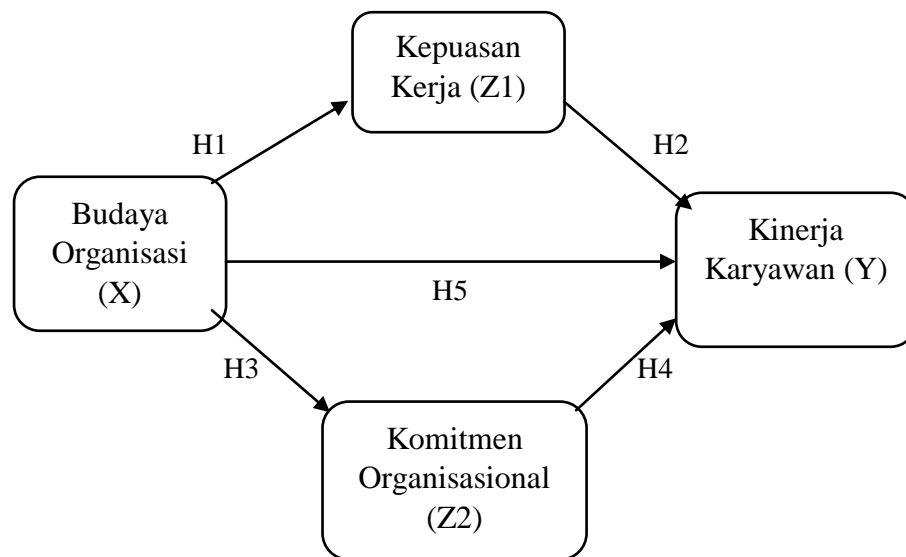 Kepuasan
Kerja (Z1)
H1
H2
Budaya
Organisasi
(X)
Kinerja
Karyawan (Y)
H5
H3
H4
Komitmen
Organisasional
(Z2)